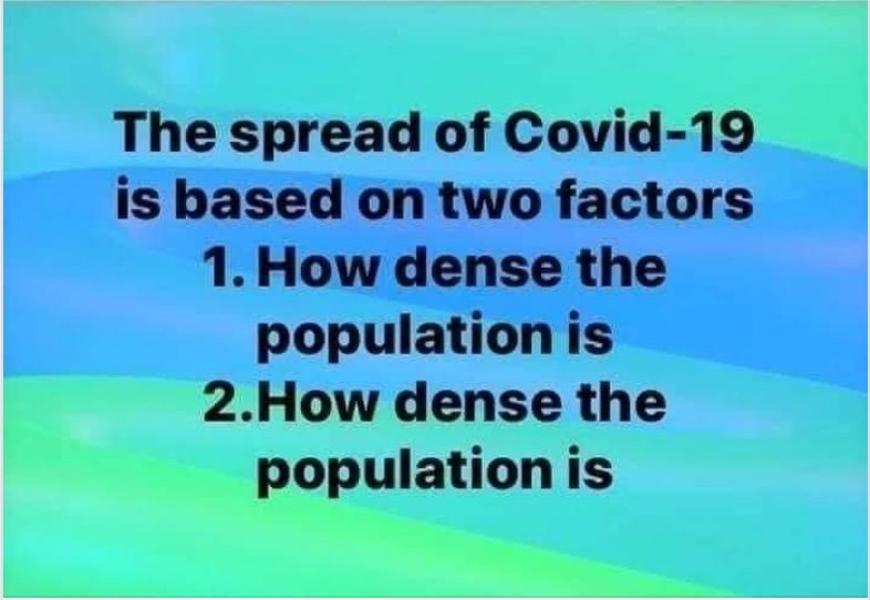 The spread of Covid-19
is based on two factors
1. How dense the
population is
2.How dense the
population is